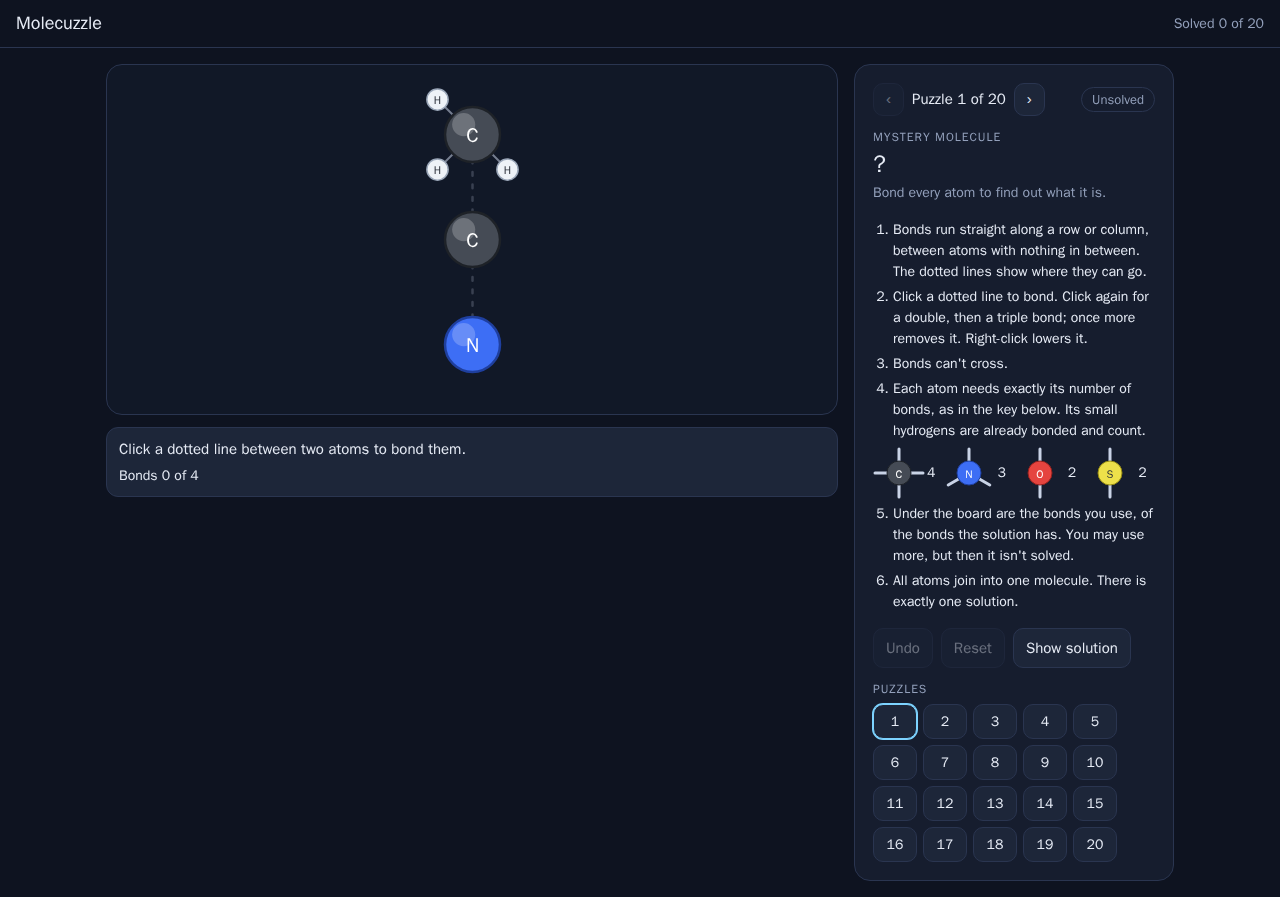 Molecuzzle
Solved 0 of 20
H
C
H
H
C
N
Click a dotted line between two atoms to bond them.
Bonds 0 of 4
‹
Puzzle 1 of 20
›
Unsolved
MYSTERY MOLECULE
?
Bond every atom to find out what it is.
1. Bonds run straight along a row or column,
between atoms with nothing in between.
The dotted lines show where they can go.
2. Click a dotted line to bond. Click again for
a double, then a triple bond; once more
removes it. Right-click lowers it.
3. Bonds can't cross.
4. Each atom needs exactly its number of
bonds, as in the key below. Its small
hydrogens are already bonded and count.
C 4 N 3 O 2 S 2
5. Under the board are the bonds you use, of
the bonds the solution has. You may use
more, but then it isn't solved.
6. All atoms join into one molecule. There is
exactly one solution.
Undo Reset Show solution
PUZZLES
1 2 3 4 5
6 7 8 9 10
11 12 13 14 15
16 17 18 19 20